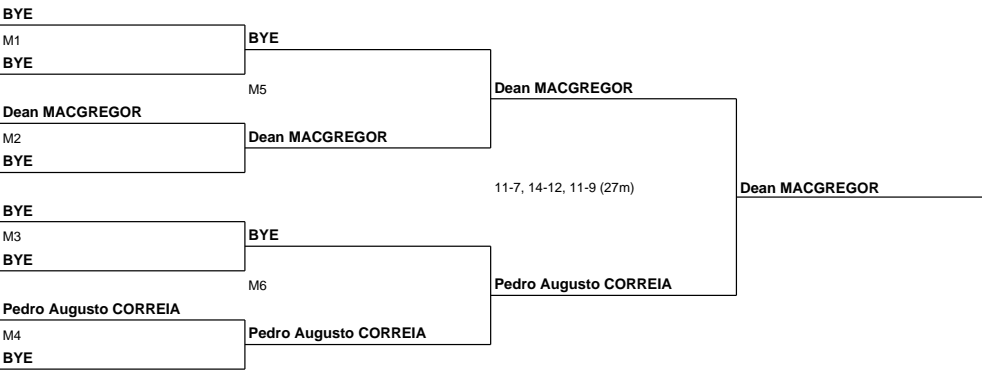 BYE
M1
BYE
BYE
M5
Dean MACGREGOR
Dean MACGREGOR
M2
Dean MACGREGOR
BYE
11-7, 14-12, 11-9 (27m)
Dean MACGREGOR
BYE
M3
BYE
BYE
M6
Pedro Augusto CORREIA
Pedro Augusto CORREIA
M4
Pedro Augusto CORREIA
BYE